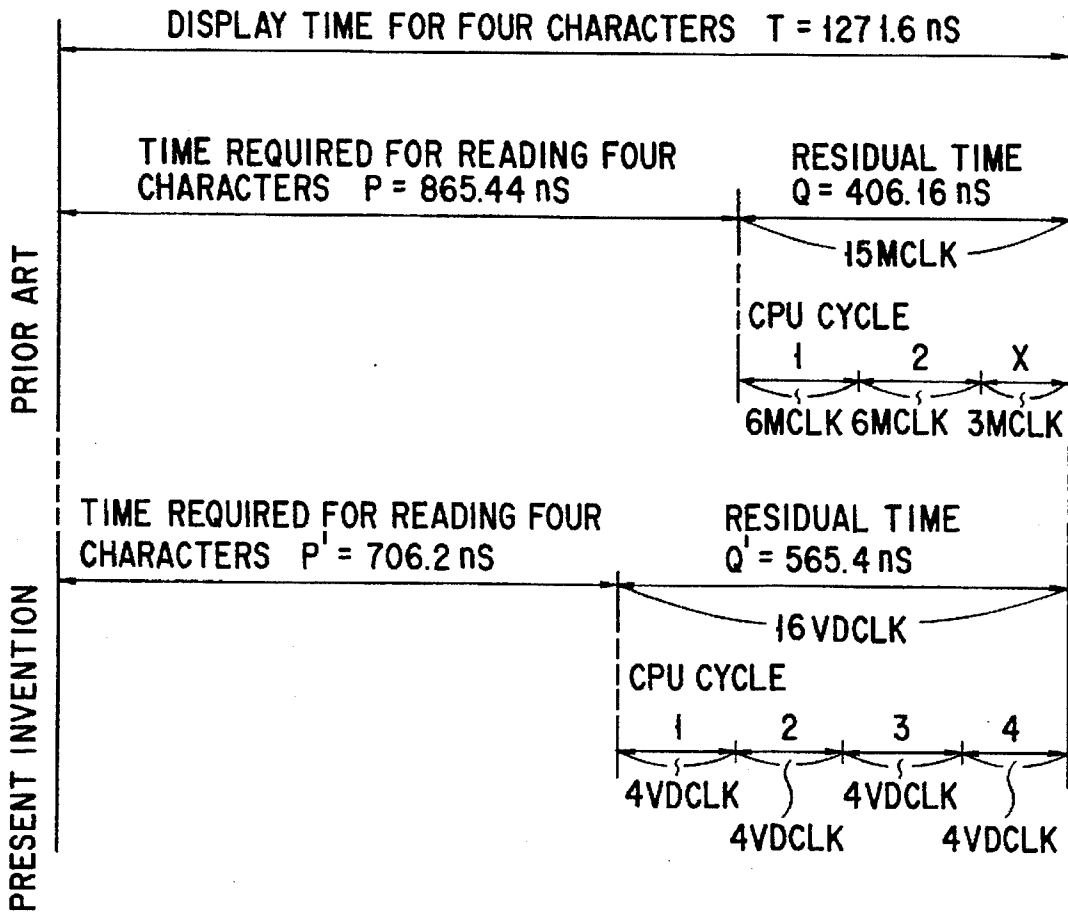 DISPLAY TIME FOR FOUR CHARACTERS T = 1271.6 nS
PRIOR ART
TIME REQUIRED FOR READING FOUR
CHARACTERS P = 865.44 nS
RESIDUAL TIME
Q = 406.16 nS
15MCLK
CPU CYCLE
1 2 X
6MCLK 6MCLK 3MCLK
PRESENT INVENTION
TIME REQUIRED FOR READING FOUR
CHARACTERS P' = 706.2 nS
RESIDUAL TIME
Q' = 565.4 nS
16VDCLK
CPU CYCLE
1 2 3 4
4VDCLK 4VDCLK
4VDCLK 4VDCLK